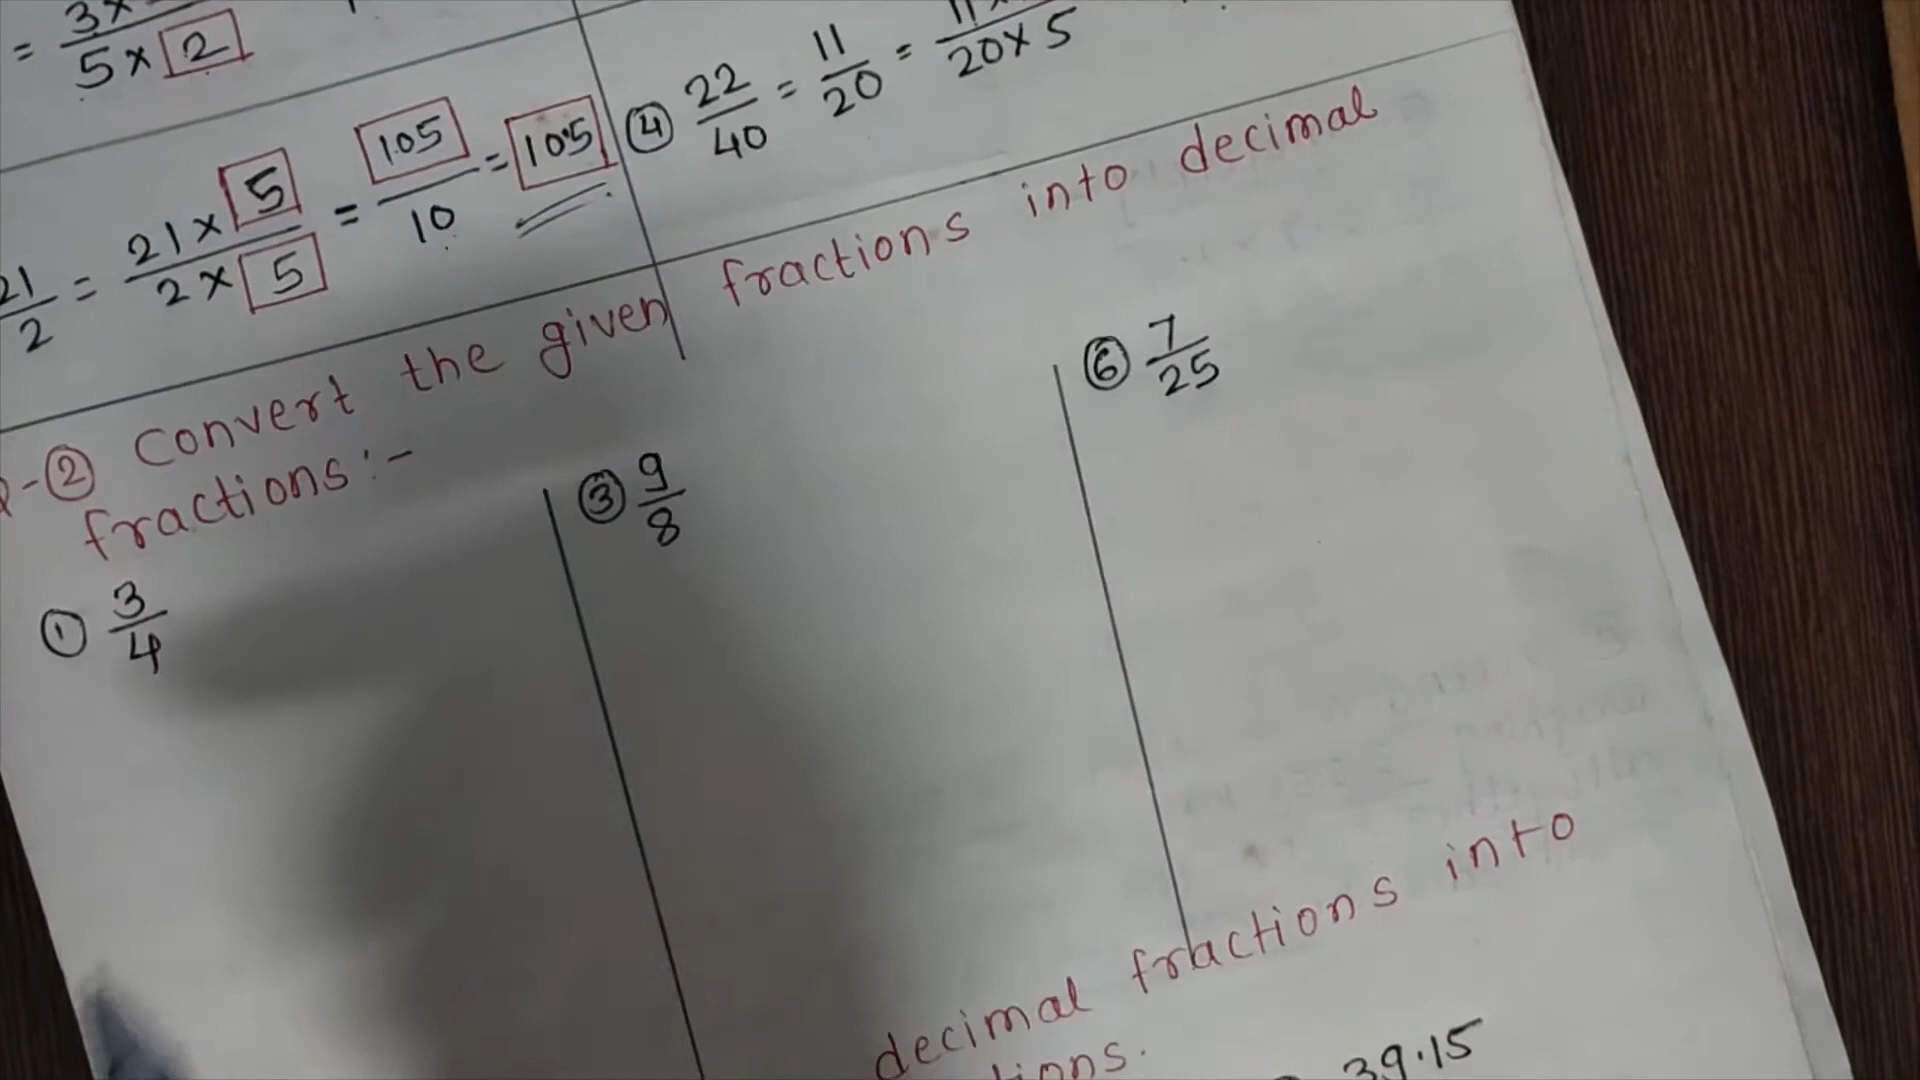 = 3× / 5 × 2
④ 22/40 = 11/20 = 11× / 20×5
21/2 = 21 × 5 / 2 × 5 = 105/10 = 10.5
-② Convert the given fractions into decimal
fractions:-
① 3/4
③ 9/8
⑥ 7/25
decimal fractions into
39.15